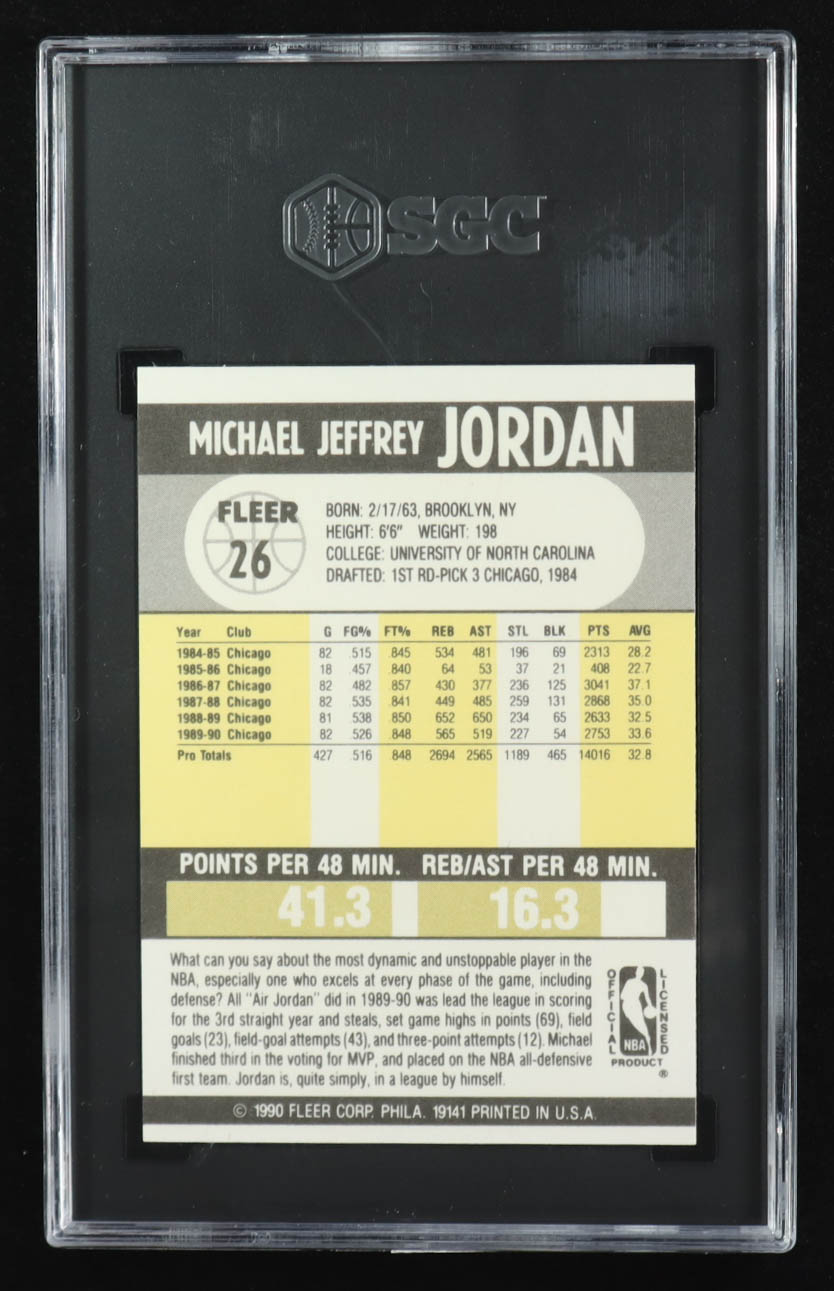 SGC
MICHAEL JEFFREY JORDAN
FLEER
26
BORN: 2/17/63, BROOKLYN, NY
HEIGHT: 6'6" WEIGHT: 198
COLLEGE: UNIVERSITY OF NORTH CAROLINA
DRAFTED: 1ST RD-PICK 3 CHICAGO, 1984
Year Club G FG% FT% REB AST STL BLK PTS AVG
1984-85 Chicago 82 .515 .845 534 481 196 69 2313 28.2
1985-86 Chicago 18 .457 .840 64 53 37 21 408 22.7
1986-87 Chicago 82 .482 .857 430 377 236 125 3041 37.1
1987-88 Chicago 82 .535 .841 449 485 259 131 2868 35.0
1988-89 Chicago 81 .538 .850 652 650 234 65 2633 32.5
1989-90 Chicago 82 .526 .848 565 519 227 54 2753 33.6
Pro Totals 427 .516 .848 2694 2565 1189 465 14016 32.8
POINTS PER 48 MIN. REB/AST PER 48 MIN.
41.3 16.3
What can you say about the most dynamic and unstoppable player in the
NBA, especially one who excels at every phase of the game, including
defense? All "Air Jordan" did in 1989-90 was lead the league in scoring
for the 3rd straight year and steals, set game highs in points (69), field
goals (23), field-goal attempts (43), and three-point attempts (12). Michael
finished third in the voting for MVP, and placed on the NBA all-defensive
first team. Jordan is, quite simply, in a league by himself.
OFFICIAL LICENSED
NBA
PRODUCT
®
© 1990 FLEER CORP. PHILA. 19141 PRINTED IN U.S.A.